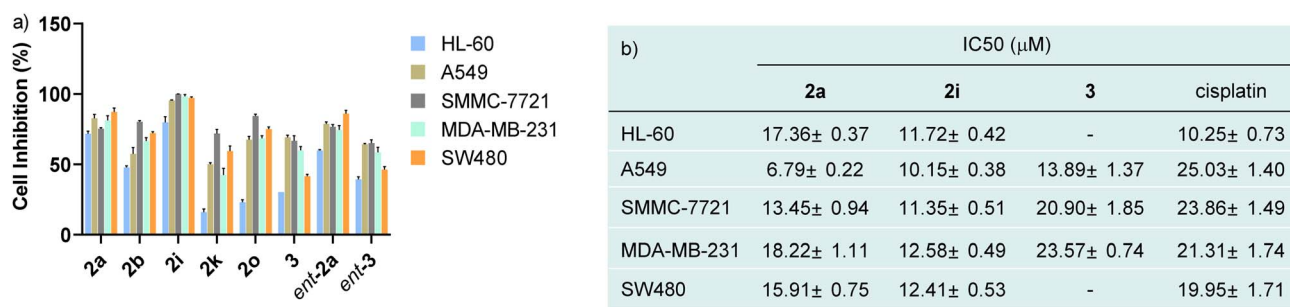 a)
150
100
50
0
Cell Inhibition (%)
HL-60
A549
SMMC-7721
MDA-MB-231
SW480
2a 2b 2i 2k 2o 3 ent-2a ent-3
b) IC50 (μM)
2a 2i 3 cisplatin
HL-60 17.36± 0.37 11.72± 0.42 - 10.25± 0.73
A549 6.79± 0.22 10.15± 0.38 13.89± 1.37 25.03± 1.40
SMMC-7721 13.45± 0.94 11.35± 0.51 20.90± 1.85 23.86± 1.49
MDA-MB-231 18.22± 1.11 12.58± 0.49 23.57± 0.74 21.31± 1.74
SW480 15.91± 0.75 12.41± 0.53 - 19.95± 1.71